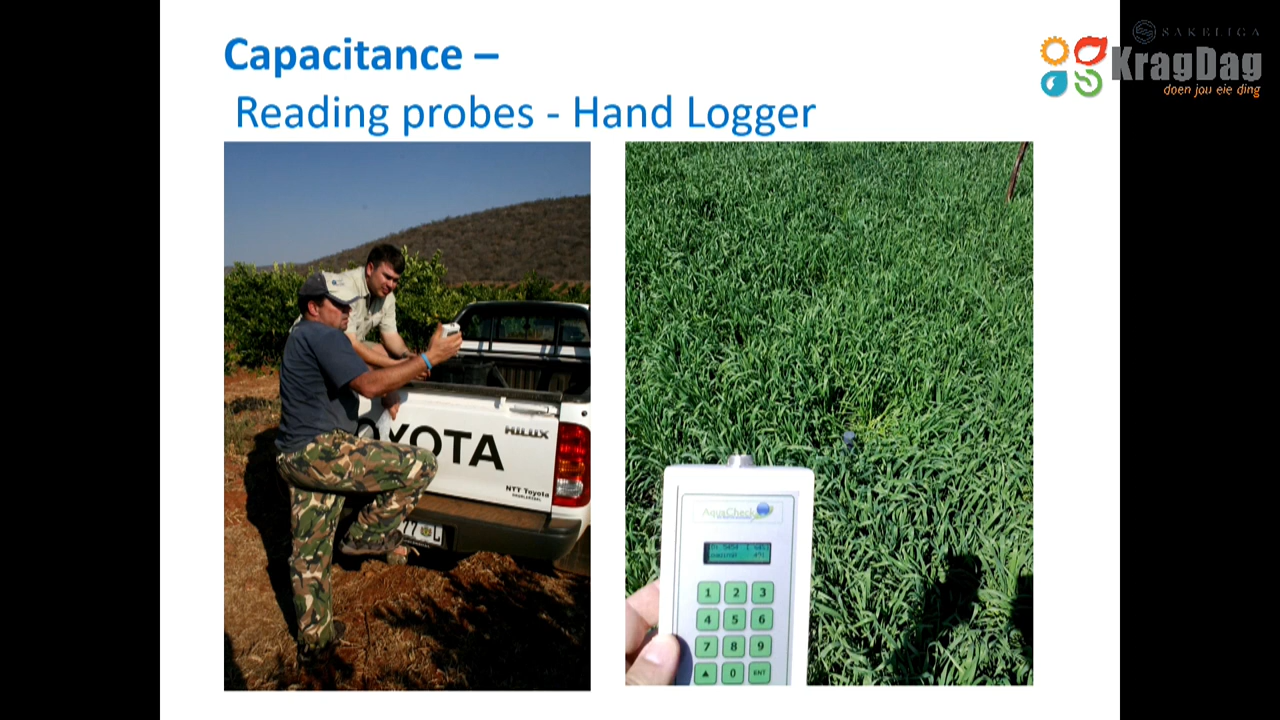 Capacitance –
Reading probes - Hand Logger
SAKELIGA
KragDag
doen jou eie ding
TOYOTA
HILUX
NTT Toyota
77
L
AquaCheck
1 2 3
4 5 6
7 8 9
▲ 0 ENT